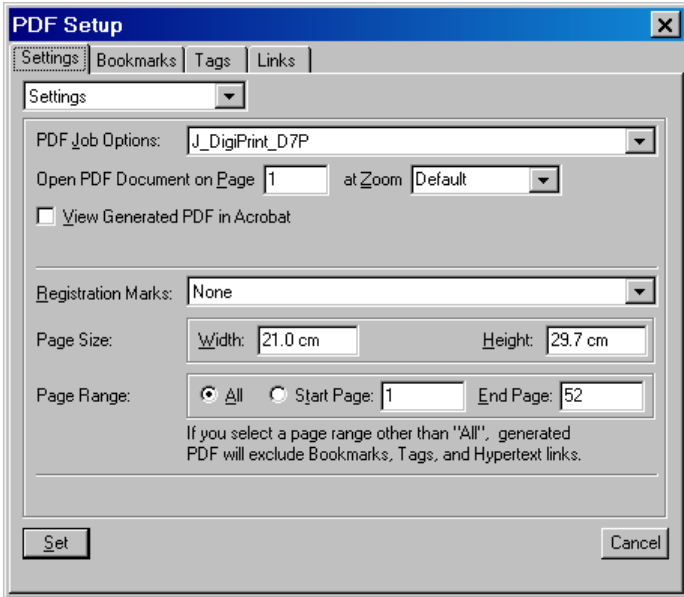 PDF Setup
Settings Bookmarks Tags Links
Settings
PDF Job Options: J_DigiPrint_D7P
Open PDF Document on Page 1 at Zoom Default
View Generated PDF in Acrobat
Registration Marks: None
Page Size: Width: 21.0 cm Height: 29.7 cm
Page Range: All Start Page: 1 End Page: 52
If you select a page range other than "All", generated
PDF will exclude Bookmarks, Tags, and Hypertext links.
Set Cancel